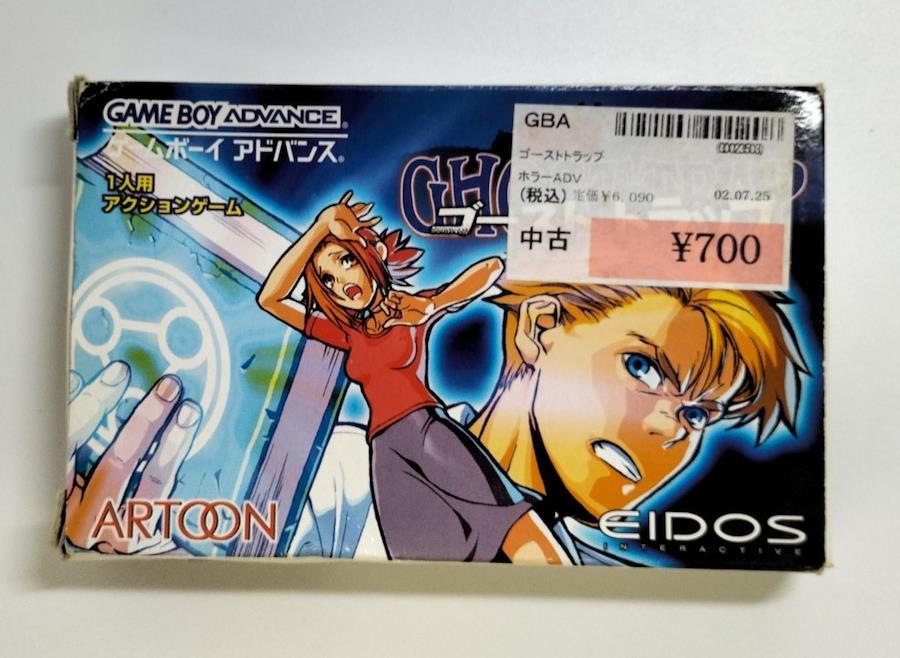 GAME BOY ADVANCE
ゲームボーイ アドバンス
1人用
アクションゲーム
GBA
ゴーストトラップ
ホラーADV
(税込) 定価¥6,090 02.07.25
中古 ¥700
ARTOON
EIDOS
INTERACTIVE